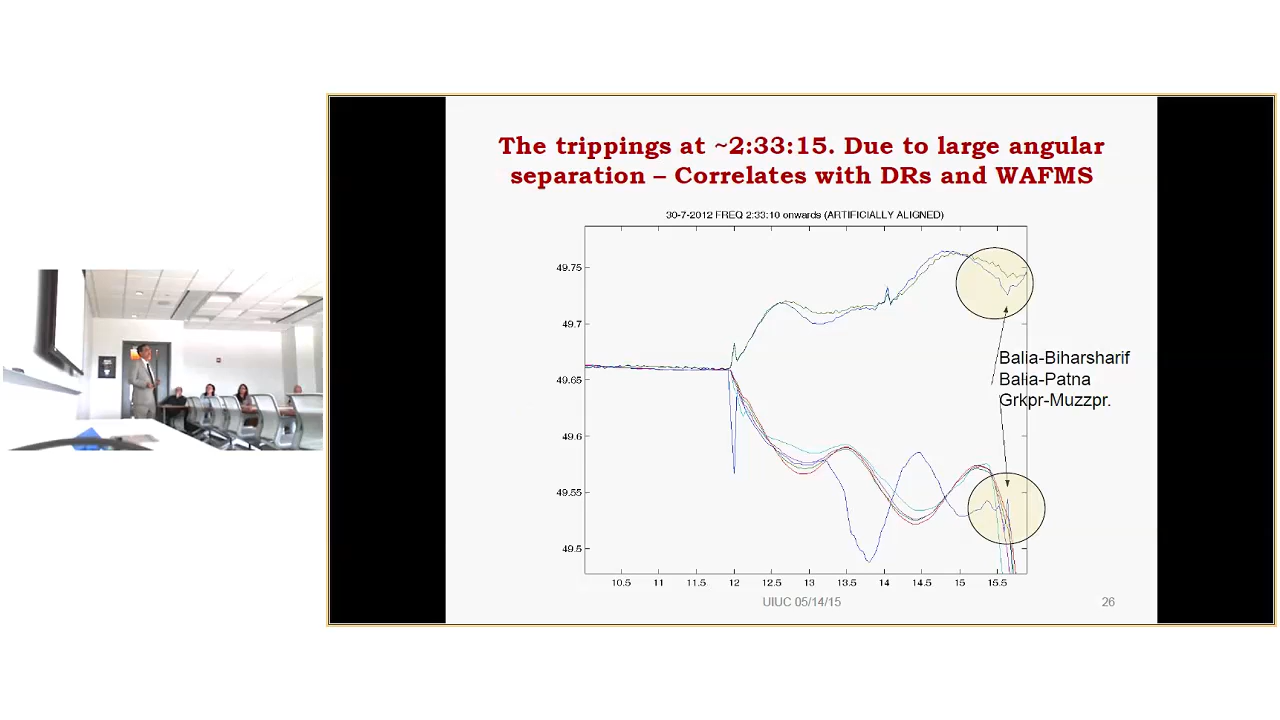 The trippings at ~2:33:15. Due to large angular
separation – Correlates with DRs and WAFMS
30-7-2012 FREQ 2:33:10 onwards (ARTIFICIALLY ALIGNED)
49.75
49.7
49.65
49.6
49.55
49.5
Balia-Biharsharif
Balia-Patna
Grkpr-Muzzpr.
10.5 11 11.5 12 12.5 13 13.5 14 14.5 15 15.5
UIUC 05/14/15 26